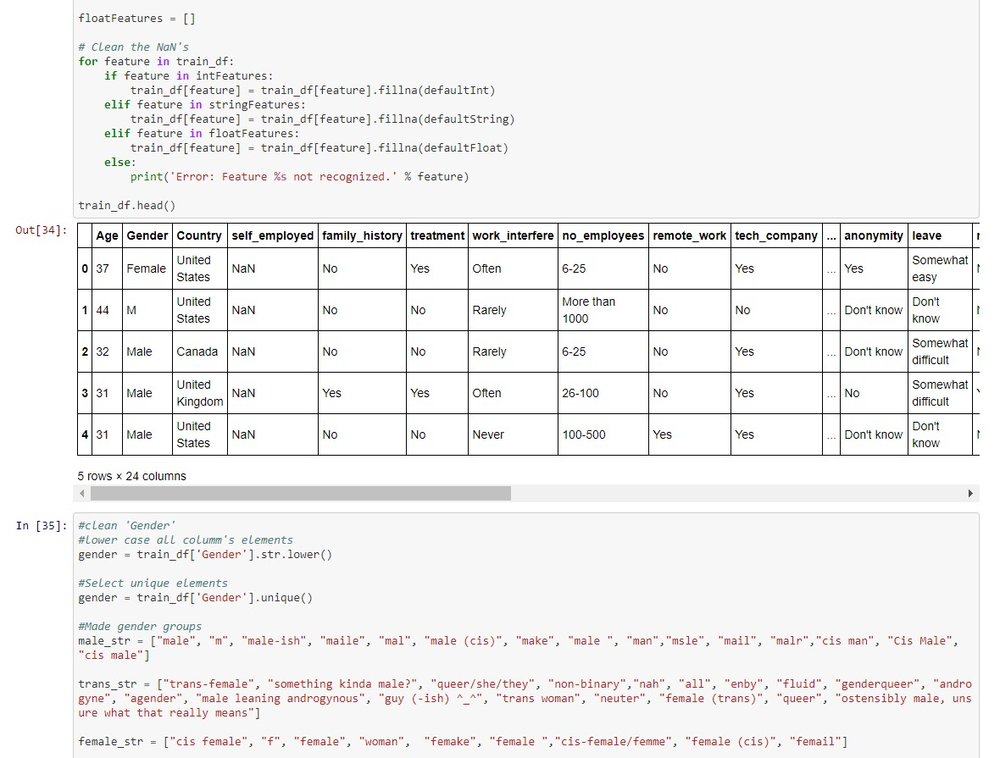 floatFeatures = []
# Clean the NaN's
for feature in train_df:
    if feature in intFeatures:
        train_df[feature] = train_df[feature].fillna(defaultInt)
    elif feature in stringFeatures:
        train_df[feature] = train_df[feature].fillna(defaultString)
    elif feature in floatFeatures:
        train_df[feature] = train_df[feature].fillna(defaultFloat)
    else:
        print('Error: Feature %s not recognized.' % feature)
train_df.head()
Out[34]:
Age Gender Country self_employed family_history treatment work_interfere no_employees remote_work tech_company ... anonymity leave
0 37 Female United States NaN No Yes Often 6-25 No Yes ... Yes Somewhat easy
1 44 M United States NaN No No Rarely More than 1000 No No ... Don't know Don't know
2 32 Male Canada NaN No No Rarely 6-25 No Yes ... Don't know Somewhat difficult
3 31 Male United Kingdom NaN Yes Yes Often 26-100 No Yes ... No Somewhat difficult
4 31 Male United States NaN No No Never 100-500 Yes Yes ... Don't know Don't know
5 rows × 24 columns
In [35]:
#clean 'Gender'
#lower case all columm's elements
gender = train_df['Gender'].str.lower()
#Select unique elements
gender = train_df['Gender'].unique()
#Made gender groups
male_str = ["male", "m", "male-ish", "maile", "mal", "male (cis)", "make", "male ", "man","msle", "mail", "malr","cis man", "Cis Male",
"cis male"]
trans_str = ["trans-female", "something kinda male?", "queer/she/they", "non-binary","nah", "all", "enby", "fluid", "genderqueer", "andro
gyne", "agender", "male leaning androgynous", "guy (-ish) ^_^", "trans woman", "neuter", "female (trans)", "queer", "ostensibly male, uns
ure what that really means"]
female_str = ["cis female", "f", "female", "woman",  "femake", "female ","cis-female/femme", "female (cis)", "femail"]